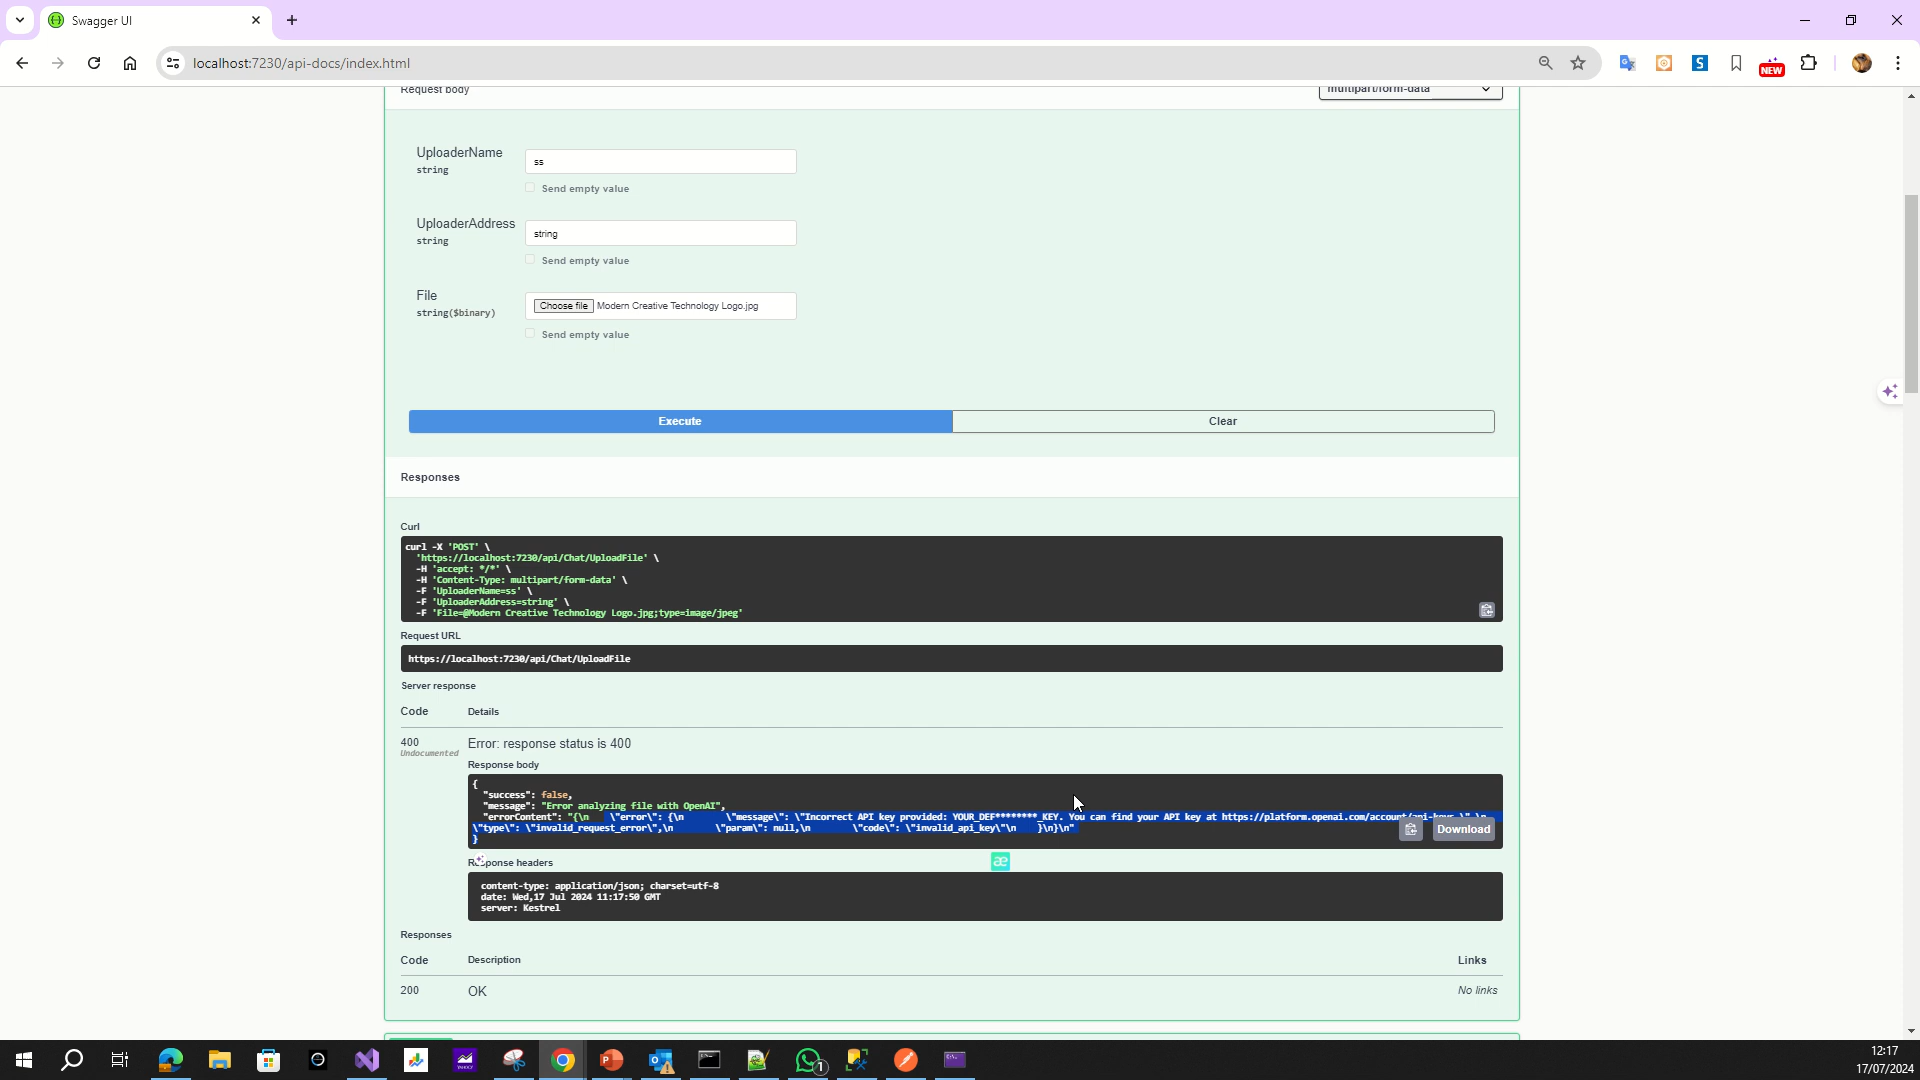 Swagger UI
localhost:7230/api-docs/index.html
NEW
Request body
multipart/form-data
UploaderName
string
ss
Send empty value
UploaderAddress
string
string
Send empty value
File
string($binary)
Choose file Modern Creative Technology Logo.jpg
Send empty value
Execute
Clear
Responses
Curl
curl -X 'POST' \
'https://localhost:7230/api/Chat/UploadFile' \
-H 'accept: */*' \
-H 'Content-Type: multipart/form-data' \
-F 'UploaderName=ss' \
-F 'UploaderAddress=string' \
-F 'File=@Modern Creative Technology Logo.jpg;type=image/jpeg'
Request URL
https://localhost:7230/api/Chat/UploadFile
Server response
Code Details
400 Error: response status is 400
Undocumented
Response body
{
"success": false,
"message": "Error analyzing file with OpenAI",
"errorContent": "{\n \"error\": {\n \"message\": \"Incorrect API key provided: YOUR_DEF********_KEY. You can find your API key at https://platform.openai.com/account/api-keys.\",\n
\"type\": \"invalid_request_error\",\n \"param\": null,\n \"code\": \"invalid_api_key\"\n }\n}\n"
}
Download
Response headers
æ
content-type: application/json; charset=utf-8
date: Wed,17 Jul 2024 11:17:50 GMT
server: Kestrel
Responses
Code Description Links
200 OK No links
1
12:17
17/07/2024